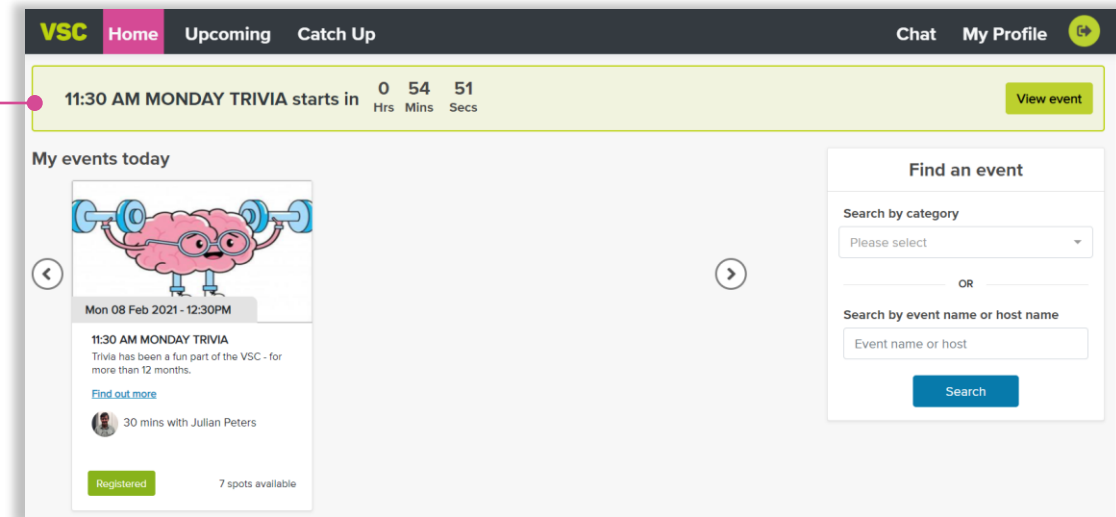 VSC Home Upcoming Catch Up Chat My Profile
11:30 AM MONDAY TRIVIA starts in 0 54 51
Hrs Mins Secs
View event
My events today
Mon 08 Feb 2021 - 12:30PM
11:30 AM MONDAY TRIVIA
Trivia has been a fun part of the VSC - for
more than 12 months.
Find out more
30 mins with Julian Peters
Registered 7 spots available
Find an event
Search by category
Please select
OR
Search by event name or host name
Event name or host
Search